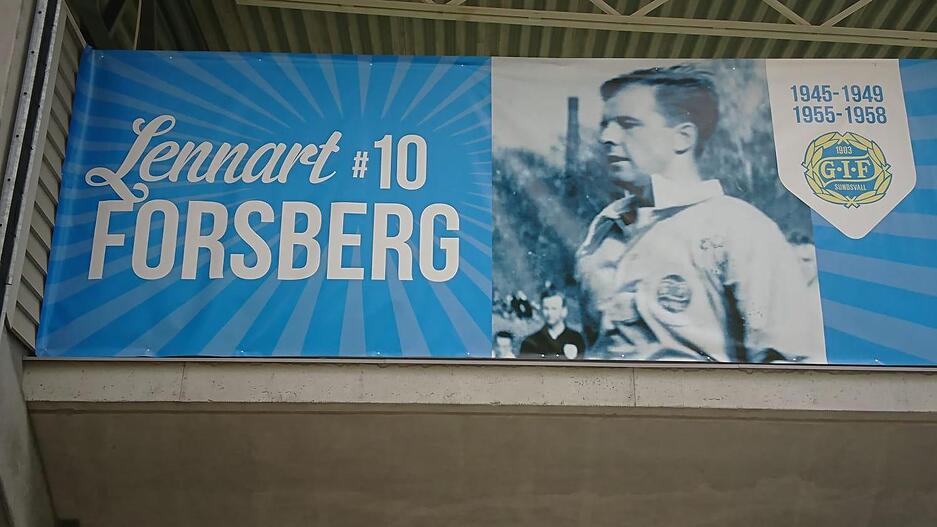 Lennart #10
FORSBERG
1945-1949
1955-1958
1903
G·I·F
SUNDSVALL